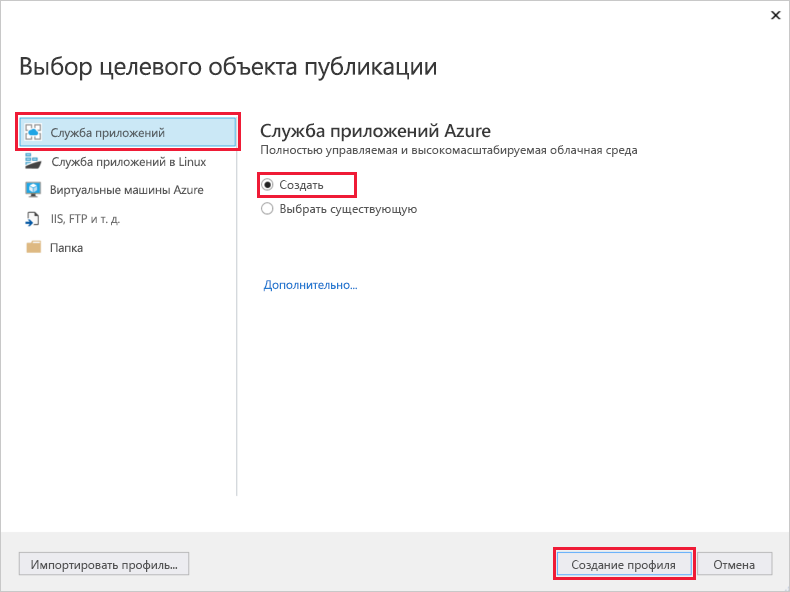 Выбор целевого объекта публикации
Служба приложений
Служба приложений в Linux
Виртуальные машины Azure
IIS, FTP и т. д.
Папка
Служба приложений Azure
Полностью управляемая и высокомасштабируемая облачная среда
Создать
Выбрать существующую
Дополнительно...
Импортировать профиль...
Создание профиля
Отмена